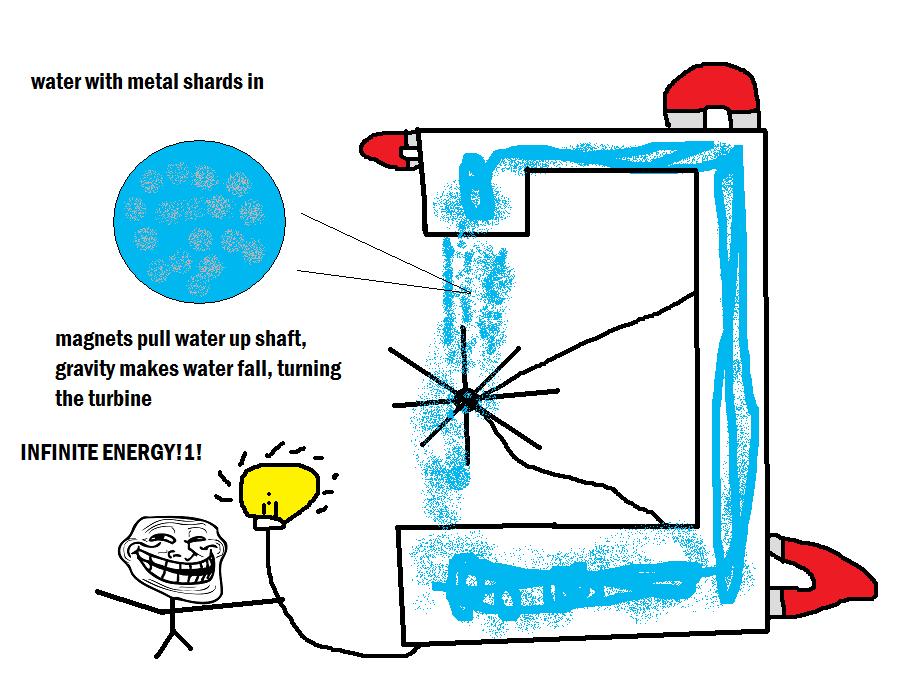 water with metal shards in
magnets pull water up shaft,
gravity makes water fall, turning
the turbine
INFINITE ENERGY!1!